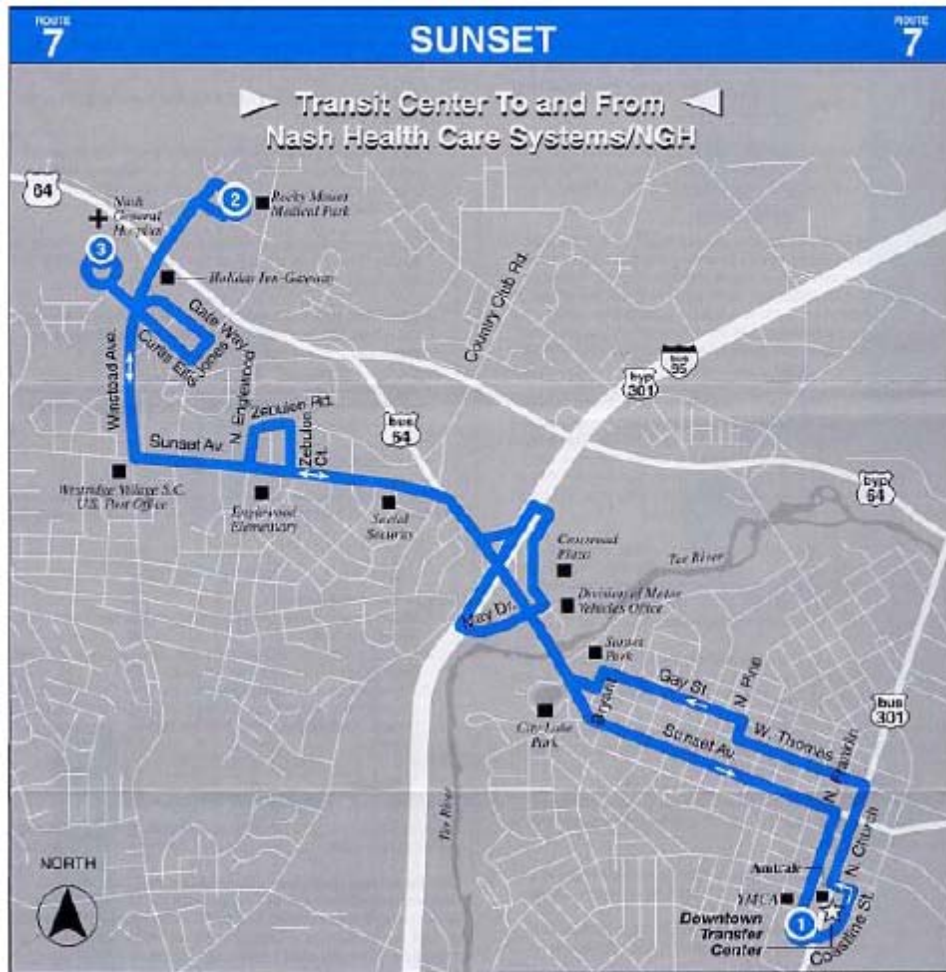 ROUTE
7
SUNSET
ROUTE
7
Transit Center To and From
Nash Health Care Systems/NGH
64
Nash
General
Hospital
2
Rocky Mount
Medical Park
3
Holiday Inn-Gateway
Country Club Rd.
bus
95
byp
301
Gate Way
Curtis Ellis
Jones
Winstead Ave.
N. Englewood
Zebulon Rd.
Zebulon
Ct.
bus
64
Sunset Av.
Westridge Village S.C.
U.S. Post Office
Englewood
Elementary
Social
Security
byp
64
Crossroad
Plaza
Tar River
Division of Motor
Vehicles Office
May Dr.
Sunset
Park
Gay St.
N. Pine
bus
301
Bryant
City Lake
Park
Sunset Av.
W. Thomas
N. Franklin
Tar River
N. Church
NORTH
Amtrak
YMCA
1
Downtown
Transfer
Center
Coastline St.